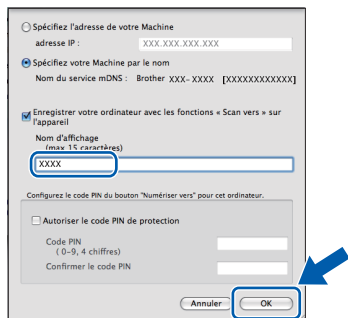 Spécifiez l'adresse de votre Machine
adresse IP : XXX.XXX.XXX.XXX
Spécifiez votre Machine par le nom
Nom du service mDNS : Brother XXX-XXXX [XXXXXXXXXXXX]
Enregistrer votre ordinateur avec les fonctions « Scan vers » sur
l'appareil
Nom d'affichage
(max 15 caractères)
XXXX
Configurez le code PIN du bouton "Numériser vers" pour cet ordinateur.
Autoriser le code PIN de protection
Code PIN
( 0-9, 4 chiffres)
Confirmer le code PIN
Annuler OK